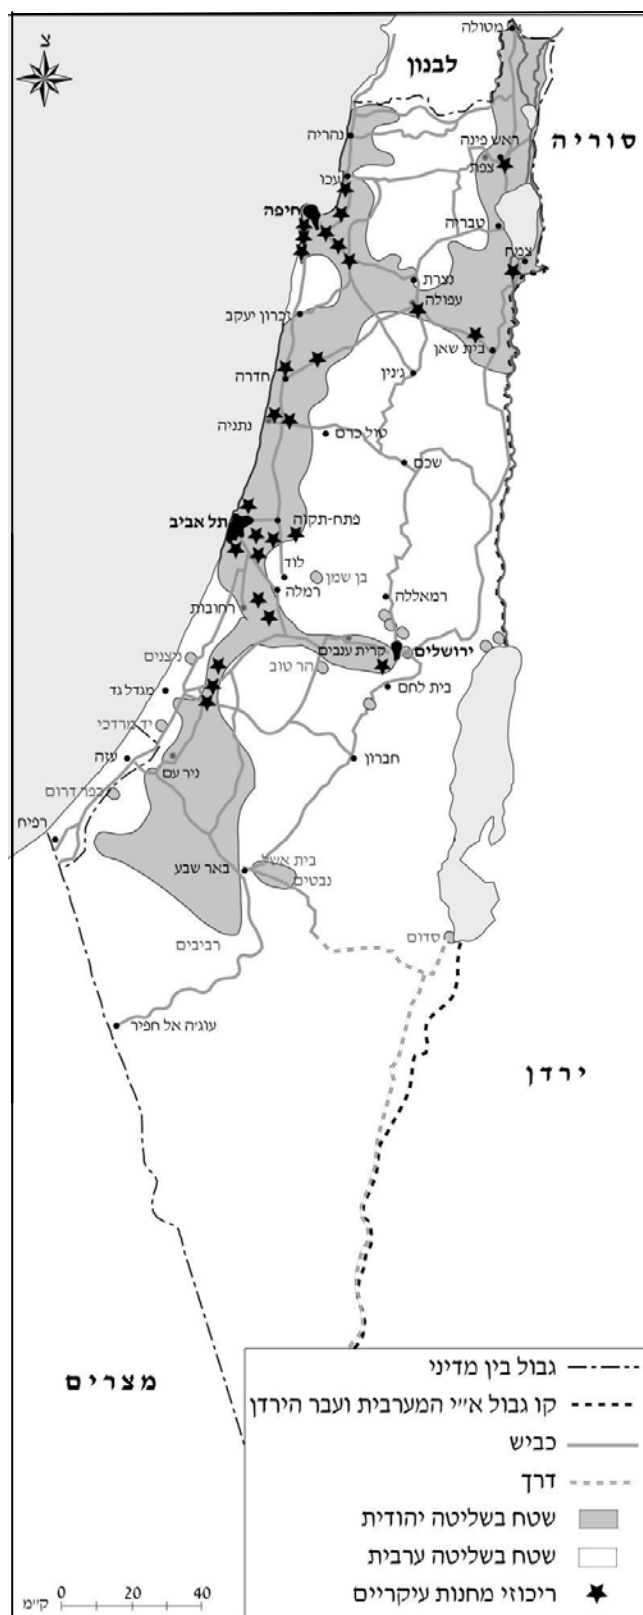 צ
מטולה
לבנון
סוריה
נהריה
ראש פינה
צפת
עכו
חיפה
טבריה
צמח
נצרת
עפולה
זכרון יעקב
בית שאן
ג'נין
חדרה
נתניה
טול כרם
שכם
פתח-תקוה
תל אביב
לוד
בן שמן
רמלה
רמאללה
רחובות
קרית ענבים
ירושלים
ניצנים
הר טוב
בית לחם
מגדל גד
יד מרדכי
עזה
חברון
ניר עם
כפר דרום
רפיח
בית אשל
באר שבע
נבטים
רביבים
סדום
עוג'ה אל חפיר
ירדן
מצרים
גבול בין מדיני
קו גבול א"י המערבית ועבר הירדן
כביש
דרך
שטח בשליטה יהודית
שטח בשליטה ערבית
ריכוזי מחנות עיקריים
ק"מ 0 20 40